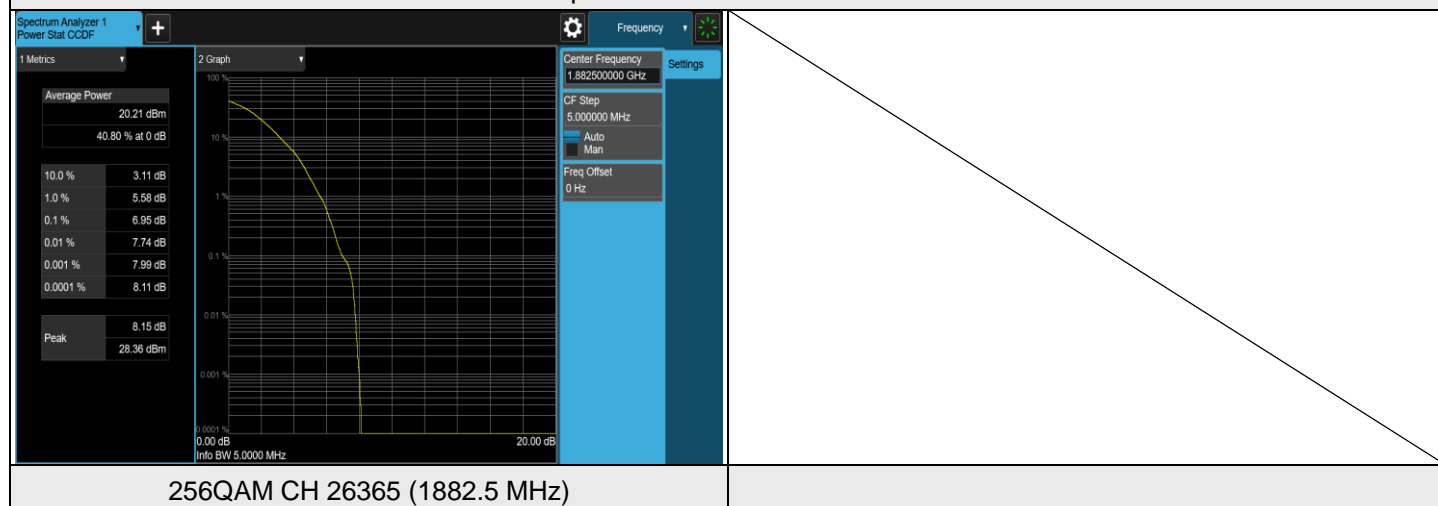 Spectrum Analyzer 1
Power Stat CCDF
+
Frequency
1 Metrics
2 Graph
Center Frequency
1.882500000 GHz
Settings
CF Step
5.000000 MHz
Auto
Man
Freq Offset
0 Hz
Average Power
20.21 dBm
40.80 % at 0 dB
10.0 % 3.11 dB
1.0 % 5.58 dB
0.1 % 6.95 dB
0.01 % 7.74 dB
0.001 % 7.99 dB
0.0001 % 8.11 dB
Peak
8.15 dB
28.36 dBm
100 %
10 %
1 %
0.1 %
0.01 %
0.001 %
0.0001 %
0.00 dB 20.00 dB
Info BW 5.0000 MHz
256QAM CH 26365 (1882.5 MHz)